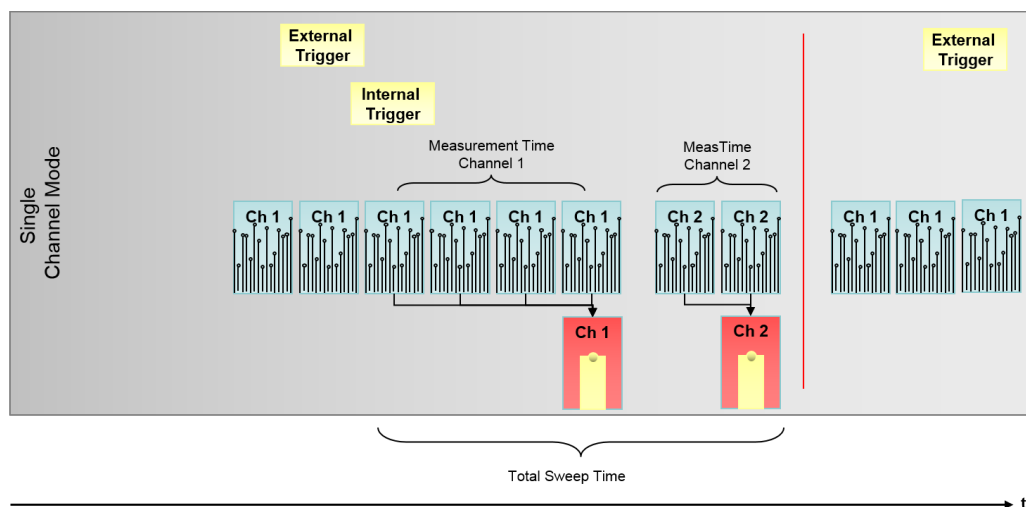 External
Trigger
External
Trigger
Internal
Trigger
Measurement Time
Channel 1
MeasTime
Channel 2
Single
Channel Mode
Ch 1
Ch 1
Ch 1
Ch 1
Ch 1
Ch 1
Ch 2
Ch 2
Ch 1
Ch 1
Ch 1
Ch 1
Ch 2
Total Sweep Time
t